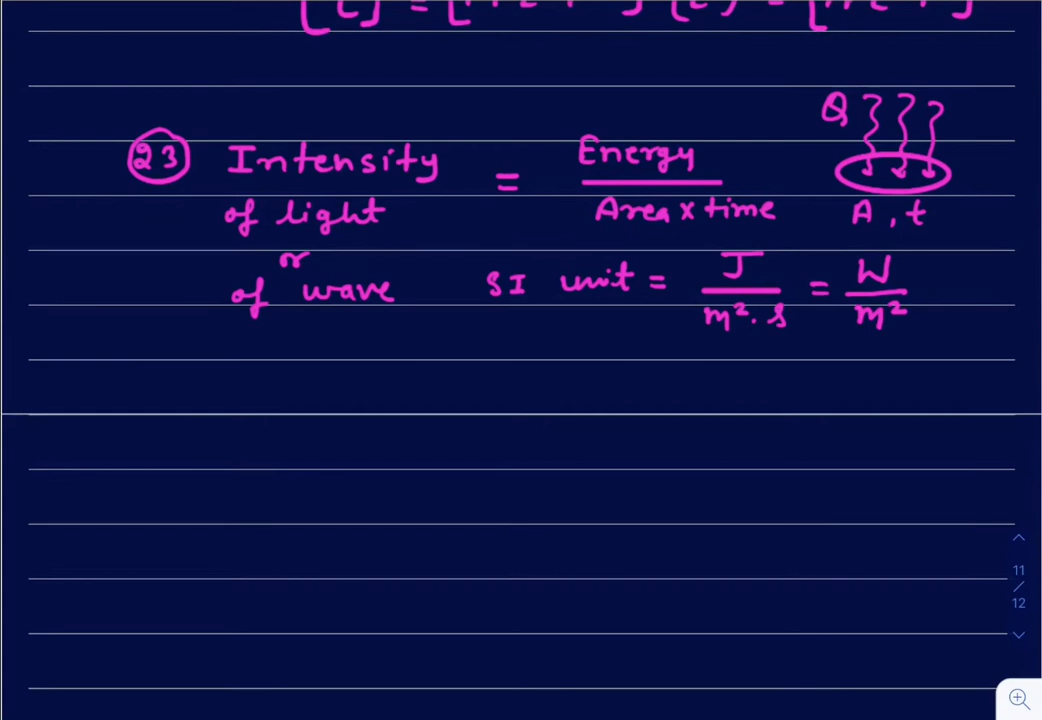 23 Intensity of light or of wave = Energy / Area x time
Q
A, t
SI unit = J / m². s = W / m²
11 / 12